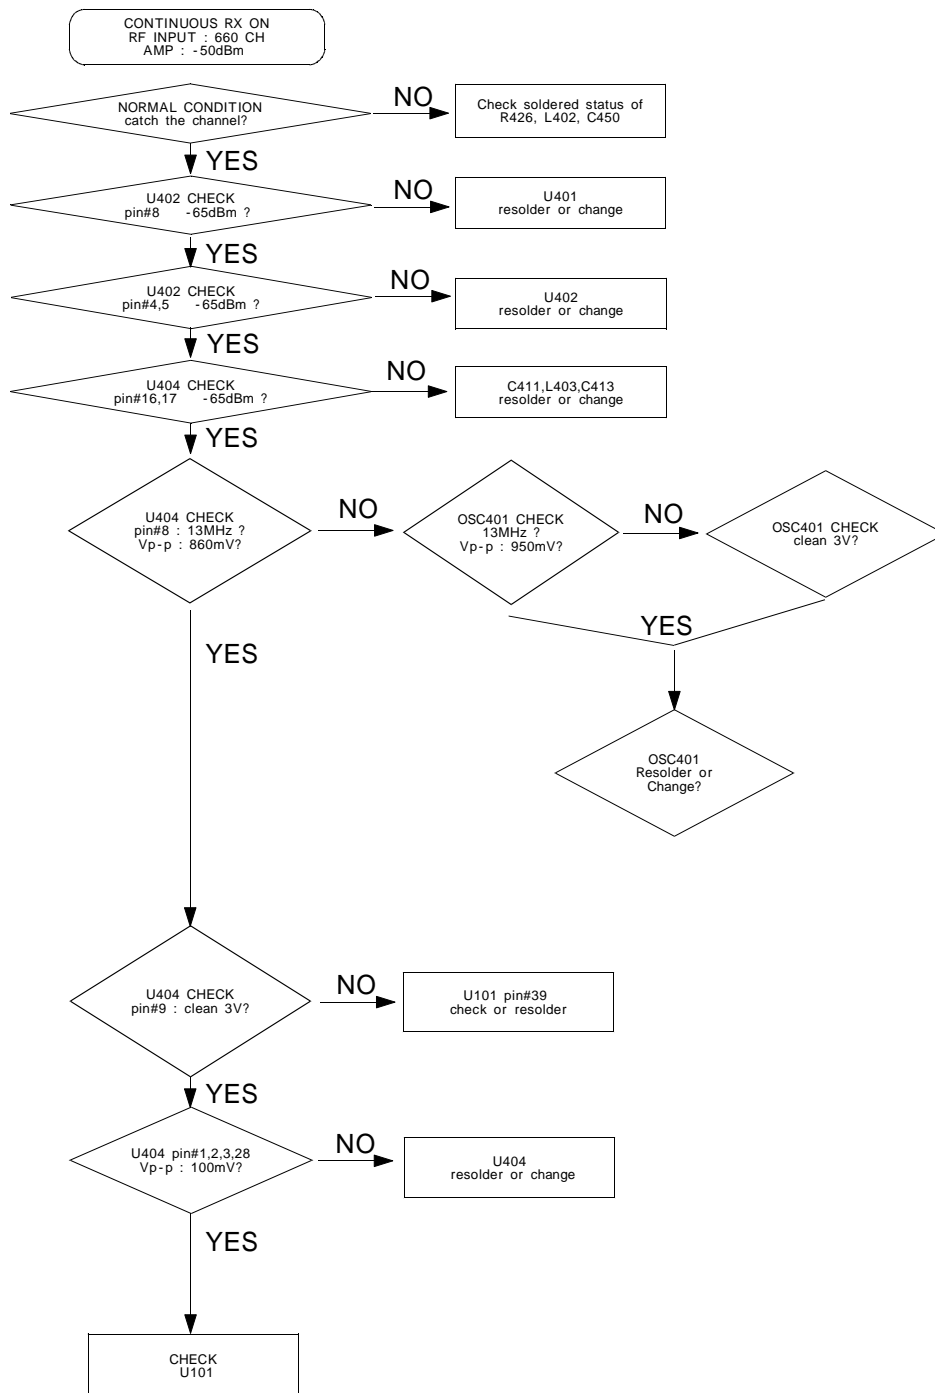 CONTINUOUS RX ON
RF INPUT : 660 CH
AMP : -50dBm
NORMAL CONDITION
catch the channel?
NO
Check soldered status of
R426, L402, C450
YES
U402 CHECK
pin#8 -65dBm ?
NO
U401
resolder or change
YES
U402 CHECK
pin#4,5 -65dBm ?
NO
U402
resolder or change
YES
U404 CHECK
pin#16,17 -65dBm ?
NO
C411,L403,C413
resolder or change
YES
U404 CHECK
pin#8 : 13MHz ?
Vp-p : 860mV?
NO
OSC401 CHECK
13MHz ?
Vp-p : 950mV?
NO
OSC401 CHECK
clean 3V?
YES
YES
OSC401
Resolder or
Change?
U404 CHECK
pin#9 : clean 3V?
NO
U101 pin#39
check or resolder
YES
U404 pin#1,2,3,28
Vp-p : 100mV?
NO
U404
resolder or change
YES
CHECK
U101